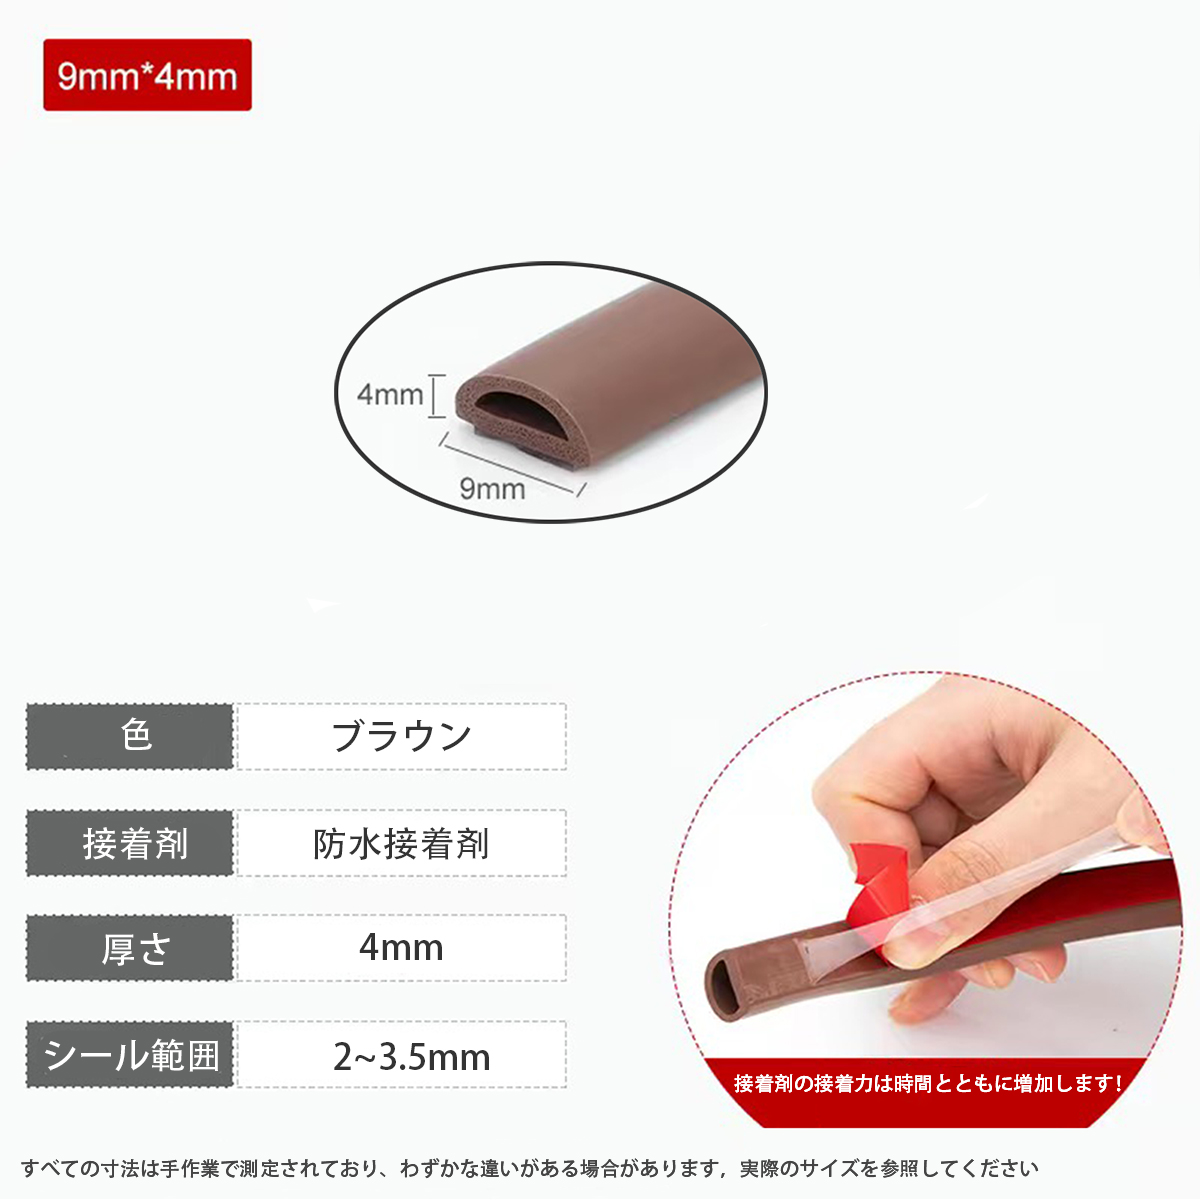 9mm*4mm
4mm
9mm
色
ブラウン
接着剤
防水接着剤
厚さ
4mm
シール範囲
2~3.5mm
接着剤の接着力は時間とともに増加します!
すべての寸法は手作業で測定されており、わずかな違いがある場合があります，実際のサイズを参照してください